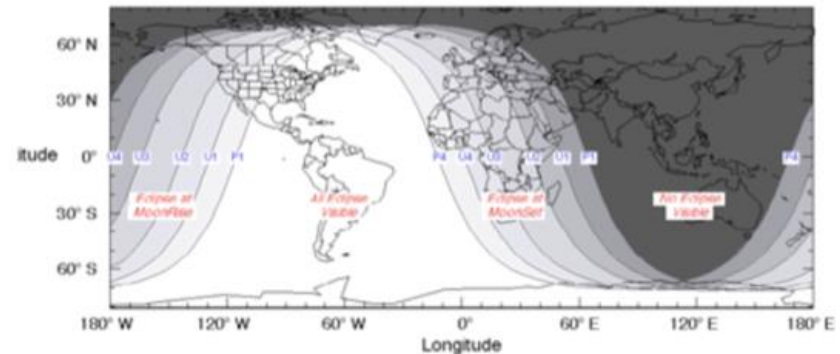 60° N
30° N
itude 0° U4 U3 U2 U1 P1 P4 U4 U3 U2 U1 P1 P4
Eclipse at MoonRise
All Eclipse Visible
Eclipse at MoonSet
No Eclipse Visible
30° S
60° S
180° W 120° W 60° W 0° 60° E 120° E 180° E
Longitude